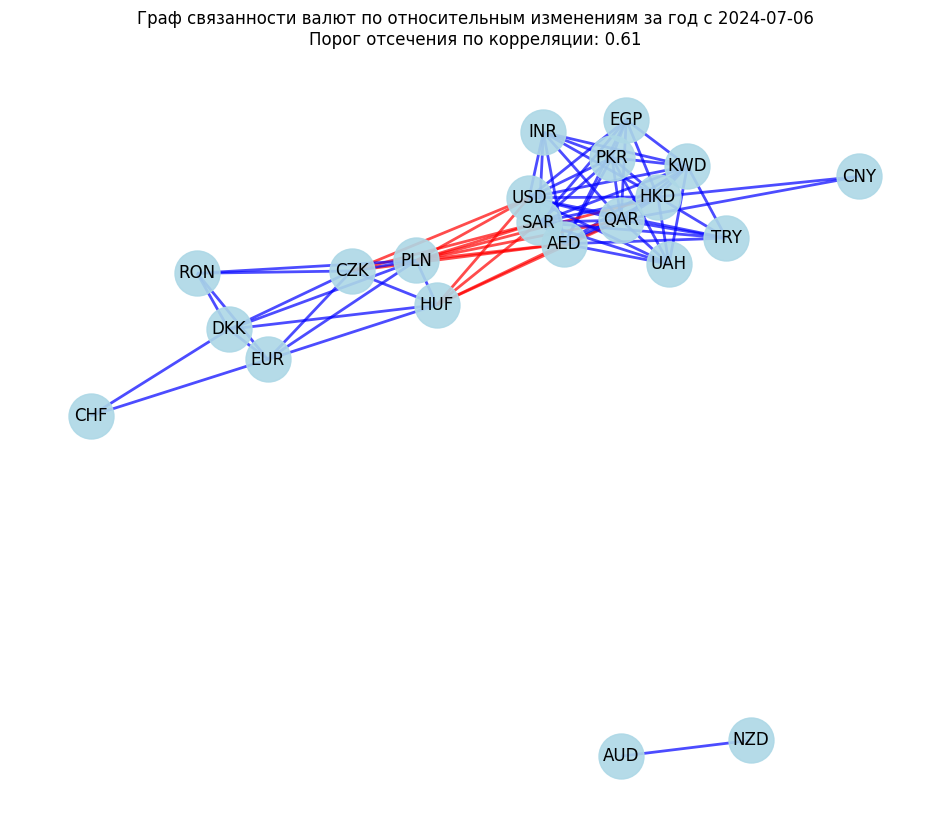 Граф связанности валют по относительным изменениям за год с 2024-07-06
Порог отсечения по корреляции: 0.61
EGP
INR
PKR
KWD
CNY
USD
HKD
SAR
QAR
TRY
AED
PLN
UAH
CZK
RON
HUF
DKK
EUR
CHF
NZD
AUD